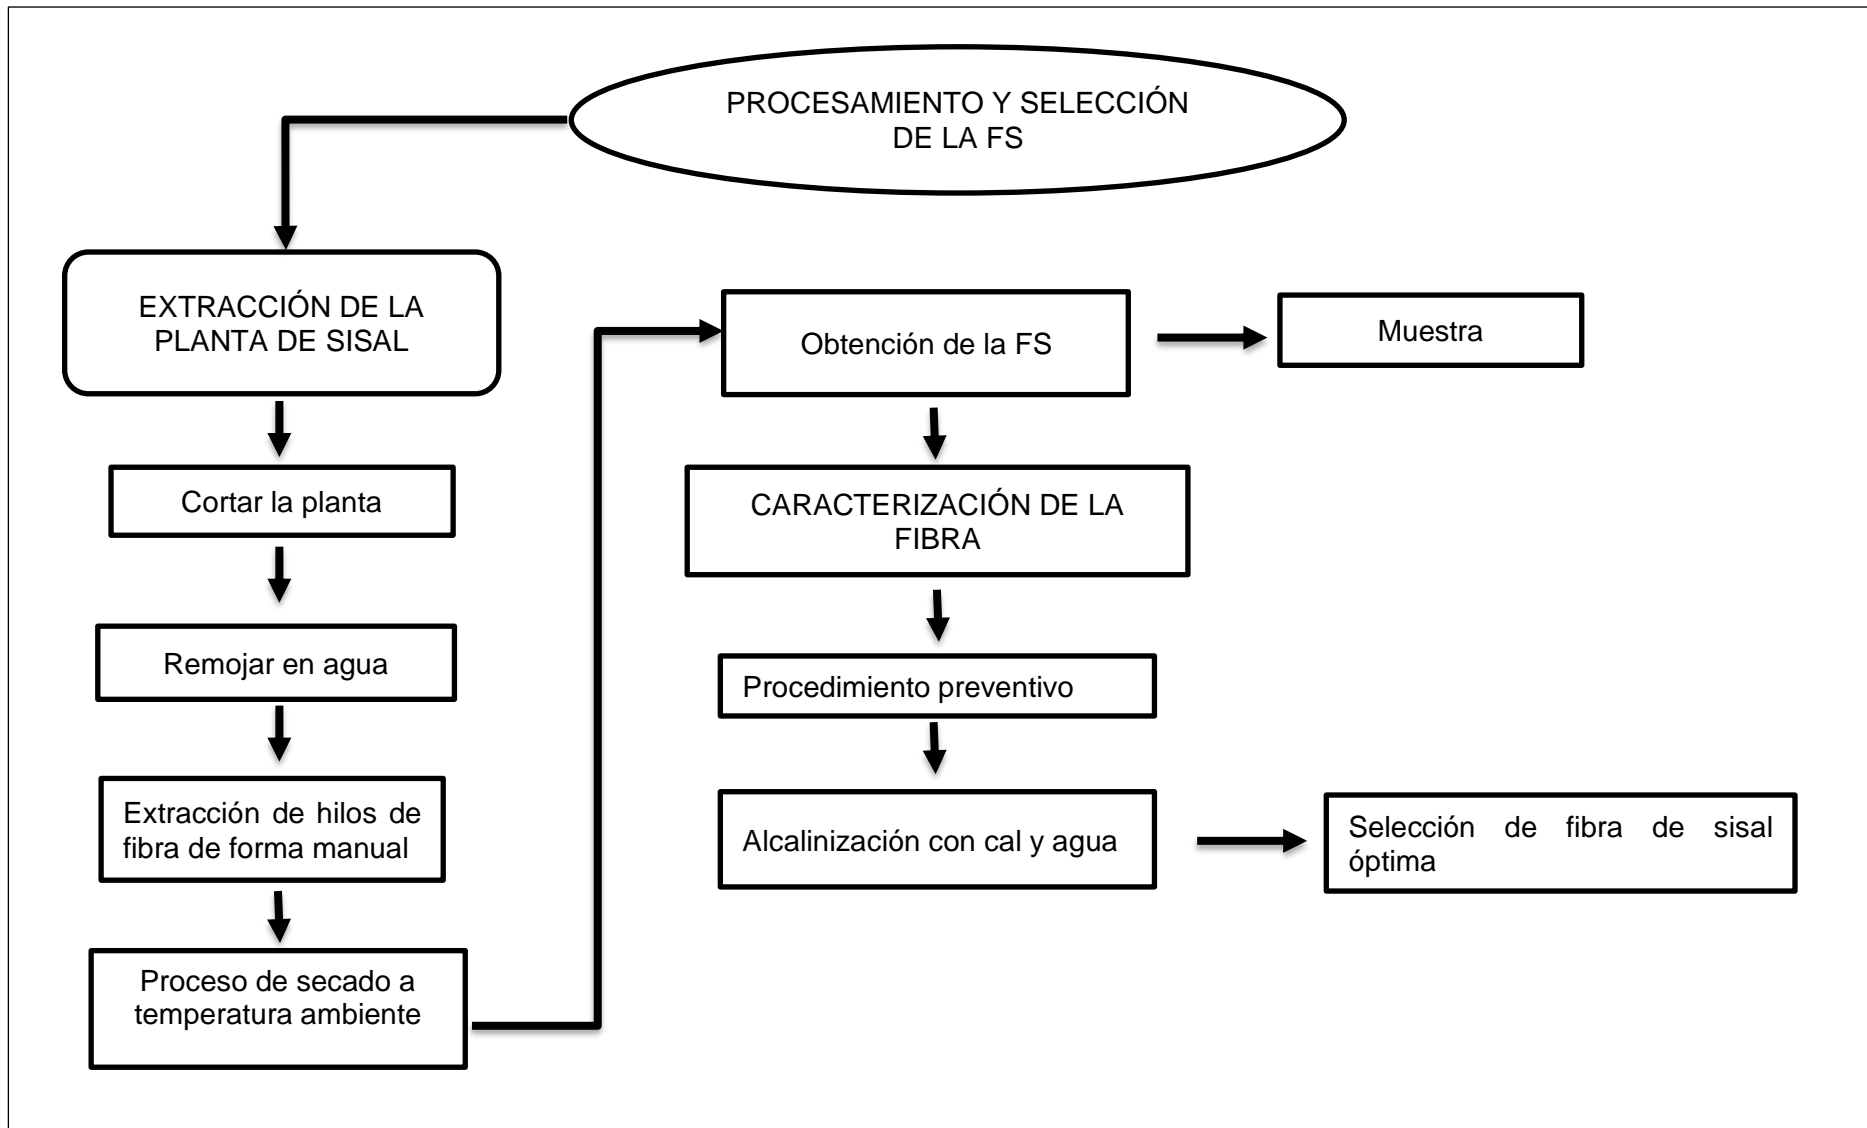 PROCESAMIENTO Y SELECCIÓN
DE LA FS
EXTRACCIÓN DE LA
PLANTA DE SISAL
Cortar la planta
Remojar en agua
Extracción de hilos de
fibra de forma manual
Proceso de secado a
temperatura ambiente
Obtención de la FS
Muestra
CARACTERIZACIÓN DE LA
FIBRA
Procedimiento preventivo
Alcalinización con cal y agua
Selección de fibra de sisal
óptima